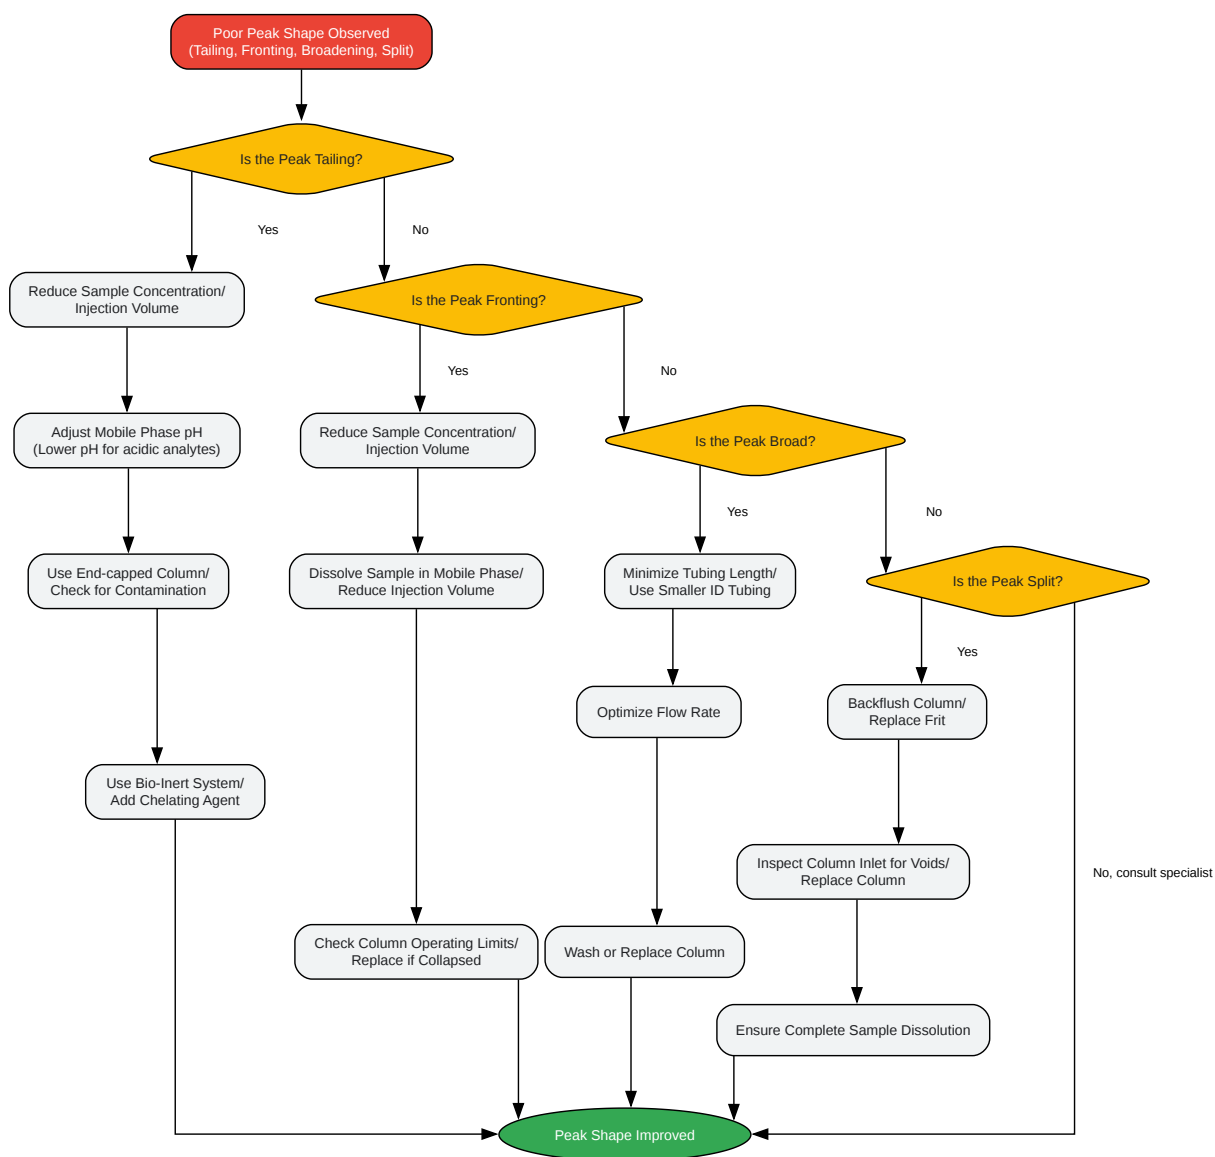 Poor Peak Shape Observed
(Tailing, Fronting, Broadening, Split)
Is the Peak Tailing?
Yes
No
Reduce Sample Concentration/
Injection Volume
Is the Peak Fronting?
Yes
No
Adjust Mobile Phase pH
(Lower pH for acidic analytes)
Reduce Sample Concentration/
Injection Volume
Is the Peak Broad?
Yes
No
Use End-capped Column/
Check for Contamination
Dissolve Sample in Mobile Phase/
Reduce Injection Volume
Minimize Tubing Length/
Use Smaller ID Tubing
Is the Peak Split?
Yes
Optimize Flow Rate
Backflush Column/
Replace Frit
Use Bio-Inert System/
Add Chelating Agent
Inspect Column Inlet for Voids/
Replace Column
No, consult specialist
Check Column Operating Limits/
Replace if Collapsed
Wash or Replace Column
Ensure Complete Sample Dissolution
Peak Shape Improved